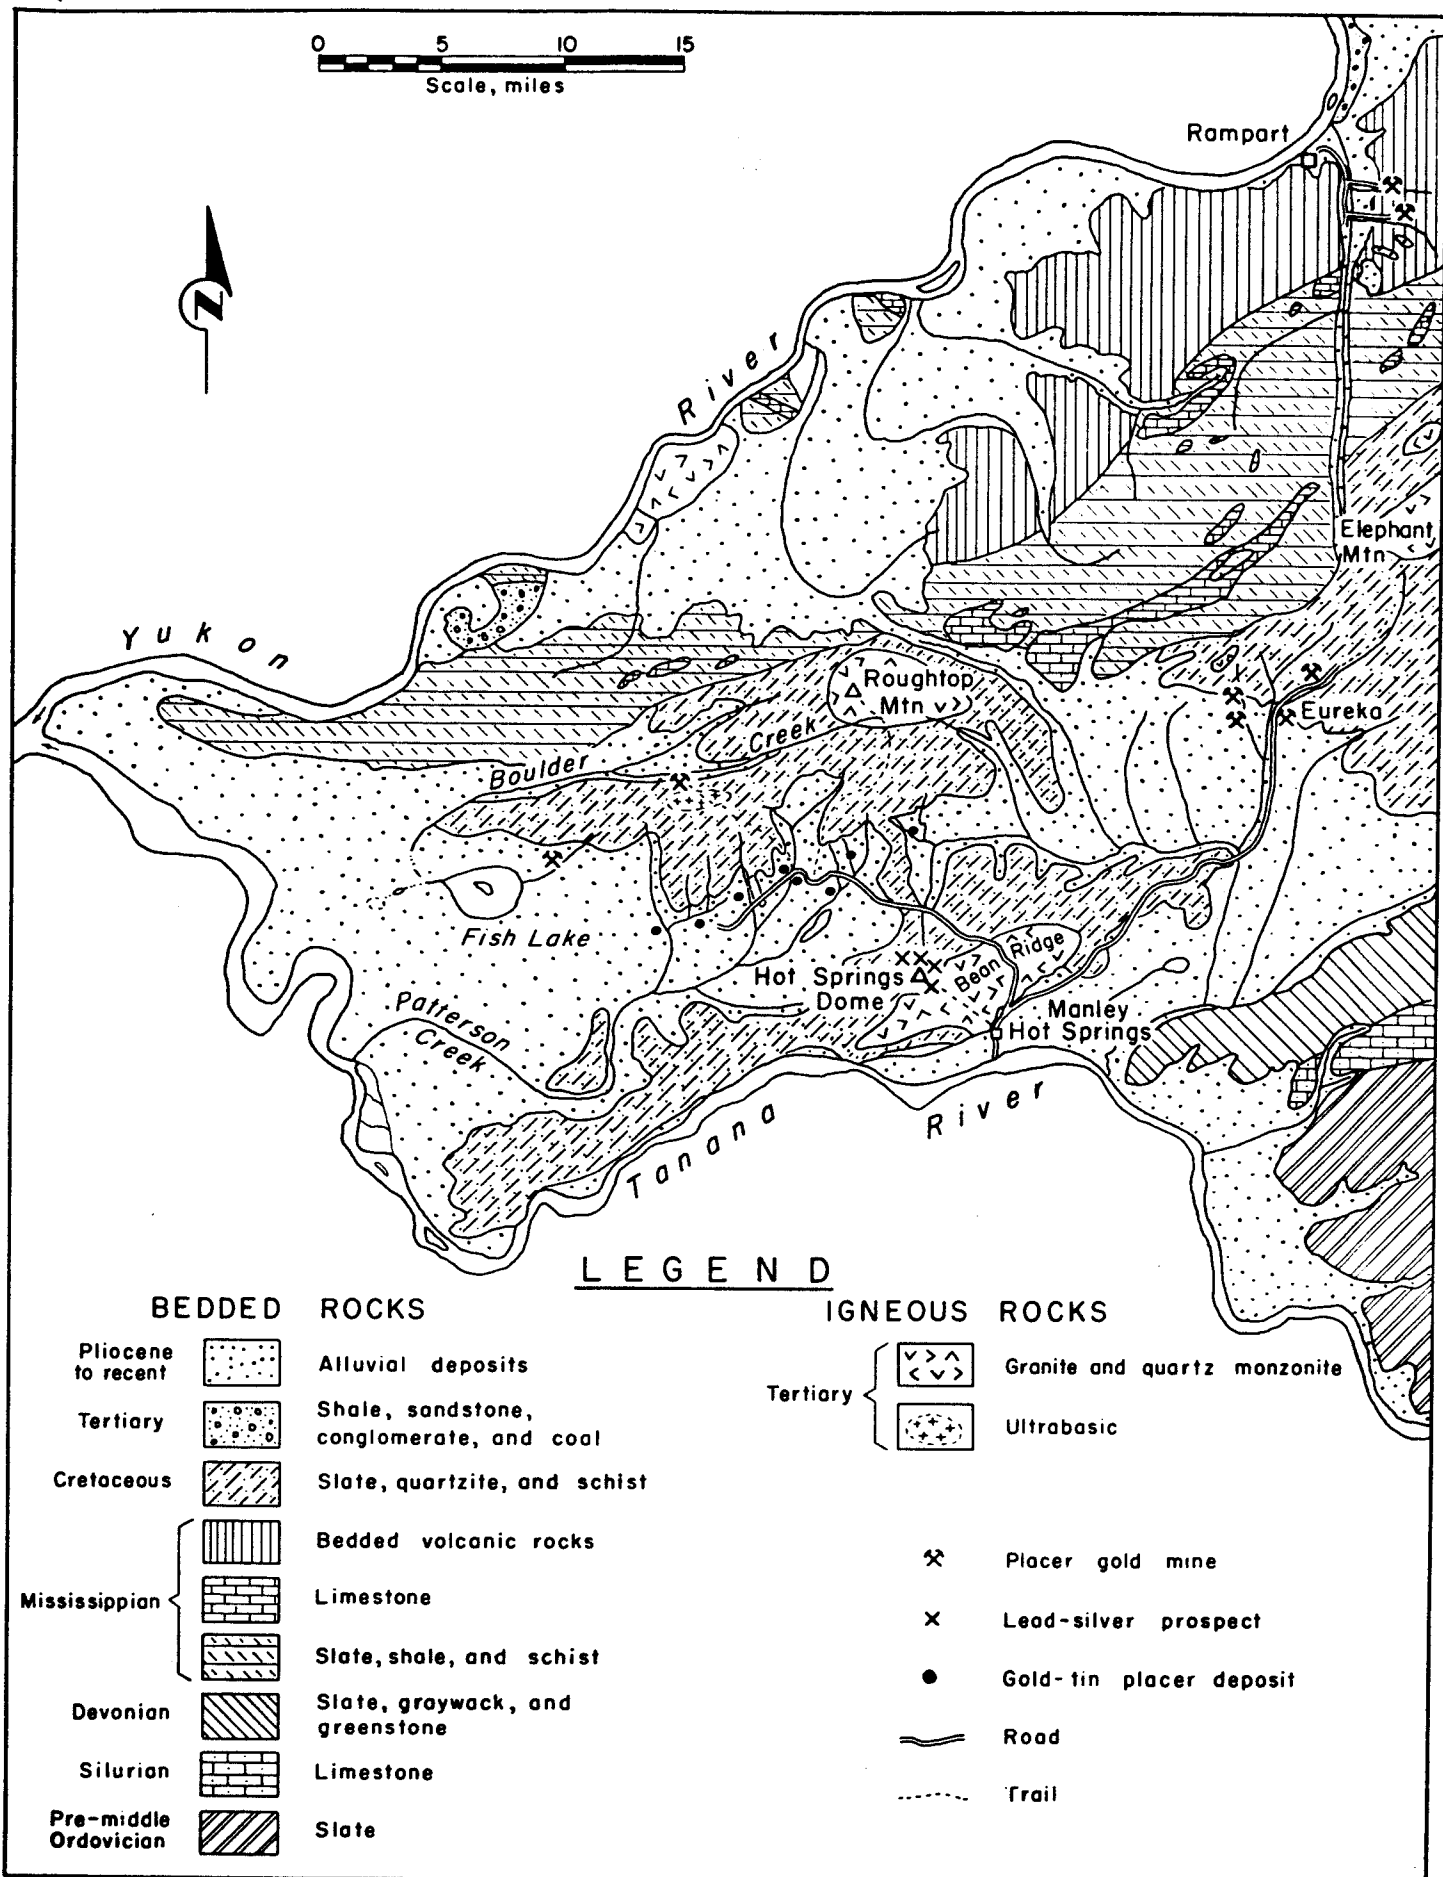 0 5 10 15
Scale, miles
N
Rampart
River
Yukon
Elephant
Mtn
Roughtop
Mtn
Boulder Creek
Eureka
Fish Lake
Bean Ridge
Hot Springs
Dome
Manley
Hot Springs
Patterson
Creek
Tanana River
LEGEND
BEDDED ROCKS
Pliocene
to recent
Alluvial deposits
Tertiary
Shale, sandstone,
conglomerate, and coal
Cretaceous
Slate, quartzite, and schist
Mississippian
Bedded volcanic rocks
Limestone
Slate, shale, and schist
Devonian
Slate, graywack, and
greenstone
Silurian
Limestone
Pre-middle
Ordovician
Slate
IGNEOUS ROCKS
Tertiary
Granite and quartz monzonite
Ultrabasic
Placer gold mine
Lead-silver prospect
Gold-tin placer deposit
Road
Trail